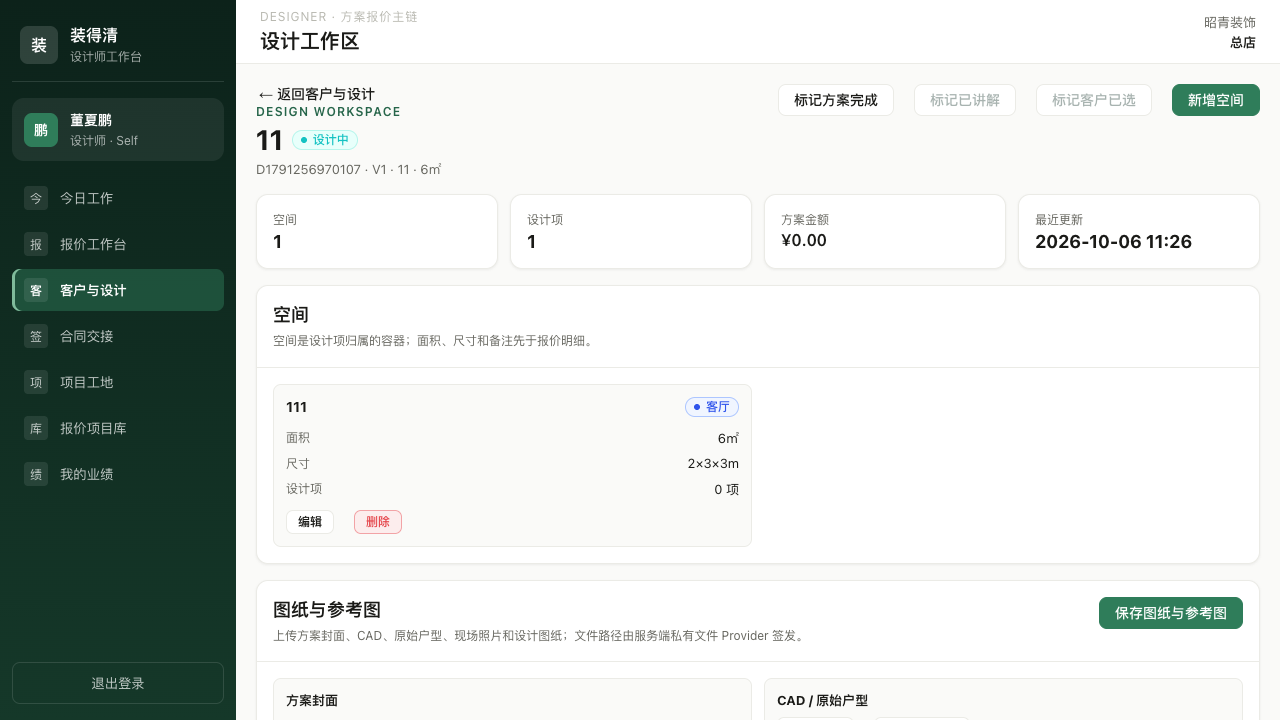 装
装得清
设计师工作台
鹏
董夏鹏
设计师 · Self
今 今日工作
报 报价工作台
客 客户与设计
签 合同交接
项 项目工地
库 报价项目库
绩 我的业绩
退出登录
DESIGNER · 方案报价主链
设计工作区
昭青装饰
总店
← 返回客户与设计
DESIGN WORKSPACE
11 设计中
D1791256970107 · V1 · 11 · 6㎡
标记方案完成 标记已讲解 标记客户已选 新增空间
空间
1
设计项
1
方案金额
¥0.00
最近更新
2026-10-06 11:26
空间
空间是设计项归属的容器；面积、尺寸和备注先于报价明细。
111 客厅
面积 6㎡
尺寸 2×3×3m
设计项 0 项
编辑 删除
图纸与参考图
上传方案封面、CAD、原始户型、现场照片和设计图纸；文件路径由服务端私有文件 Provider 签发。
保存图纸与参考图
方案封面
CAD / 原始户型